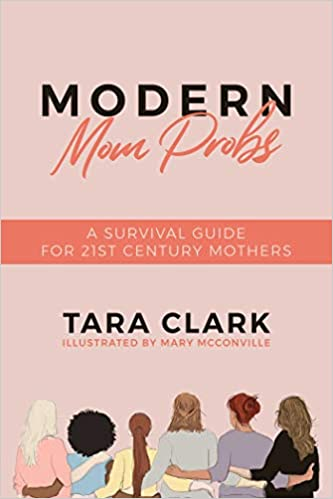 MODERN
Mom Probs
A SURVIVAL GUIDE
FOR 21ST CENTURY MOTHERS
TARA CLARK
ILLUSTRATED BY MARY MCCONVILLE